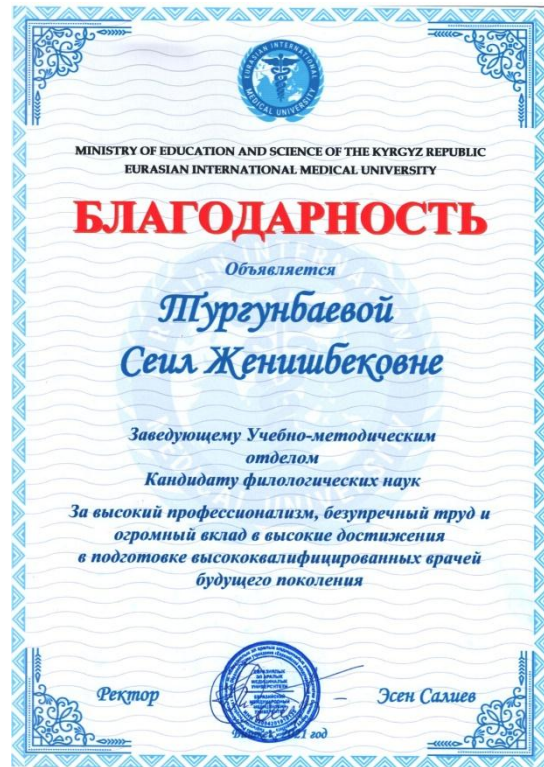 EURASIAN INTERNATIONAL
MEDICAL UNIVERSITY
MINISTRY OF EDUCATION AND SCIENCE OF THE KYRGYZ REPUBLIC
EURASIAN INTERNATIONAL MEDICAL UNIVERSITY
БЛАГОДАРНОСТЬ
Объявляется
Тургунбаевой
Сеил Женишбековне
Заведующему Учебно-методическим
отделом
Кандидату филологических наук
За высокий профессионализм, безупречный труд и
огромный вклад в высокие достижения
в подготовке высококвалифицированных врачей
будущего поколения
Ректор
Эсен Салиев
год